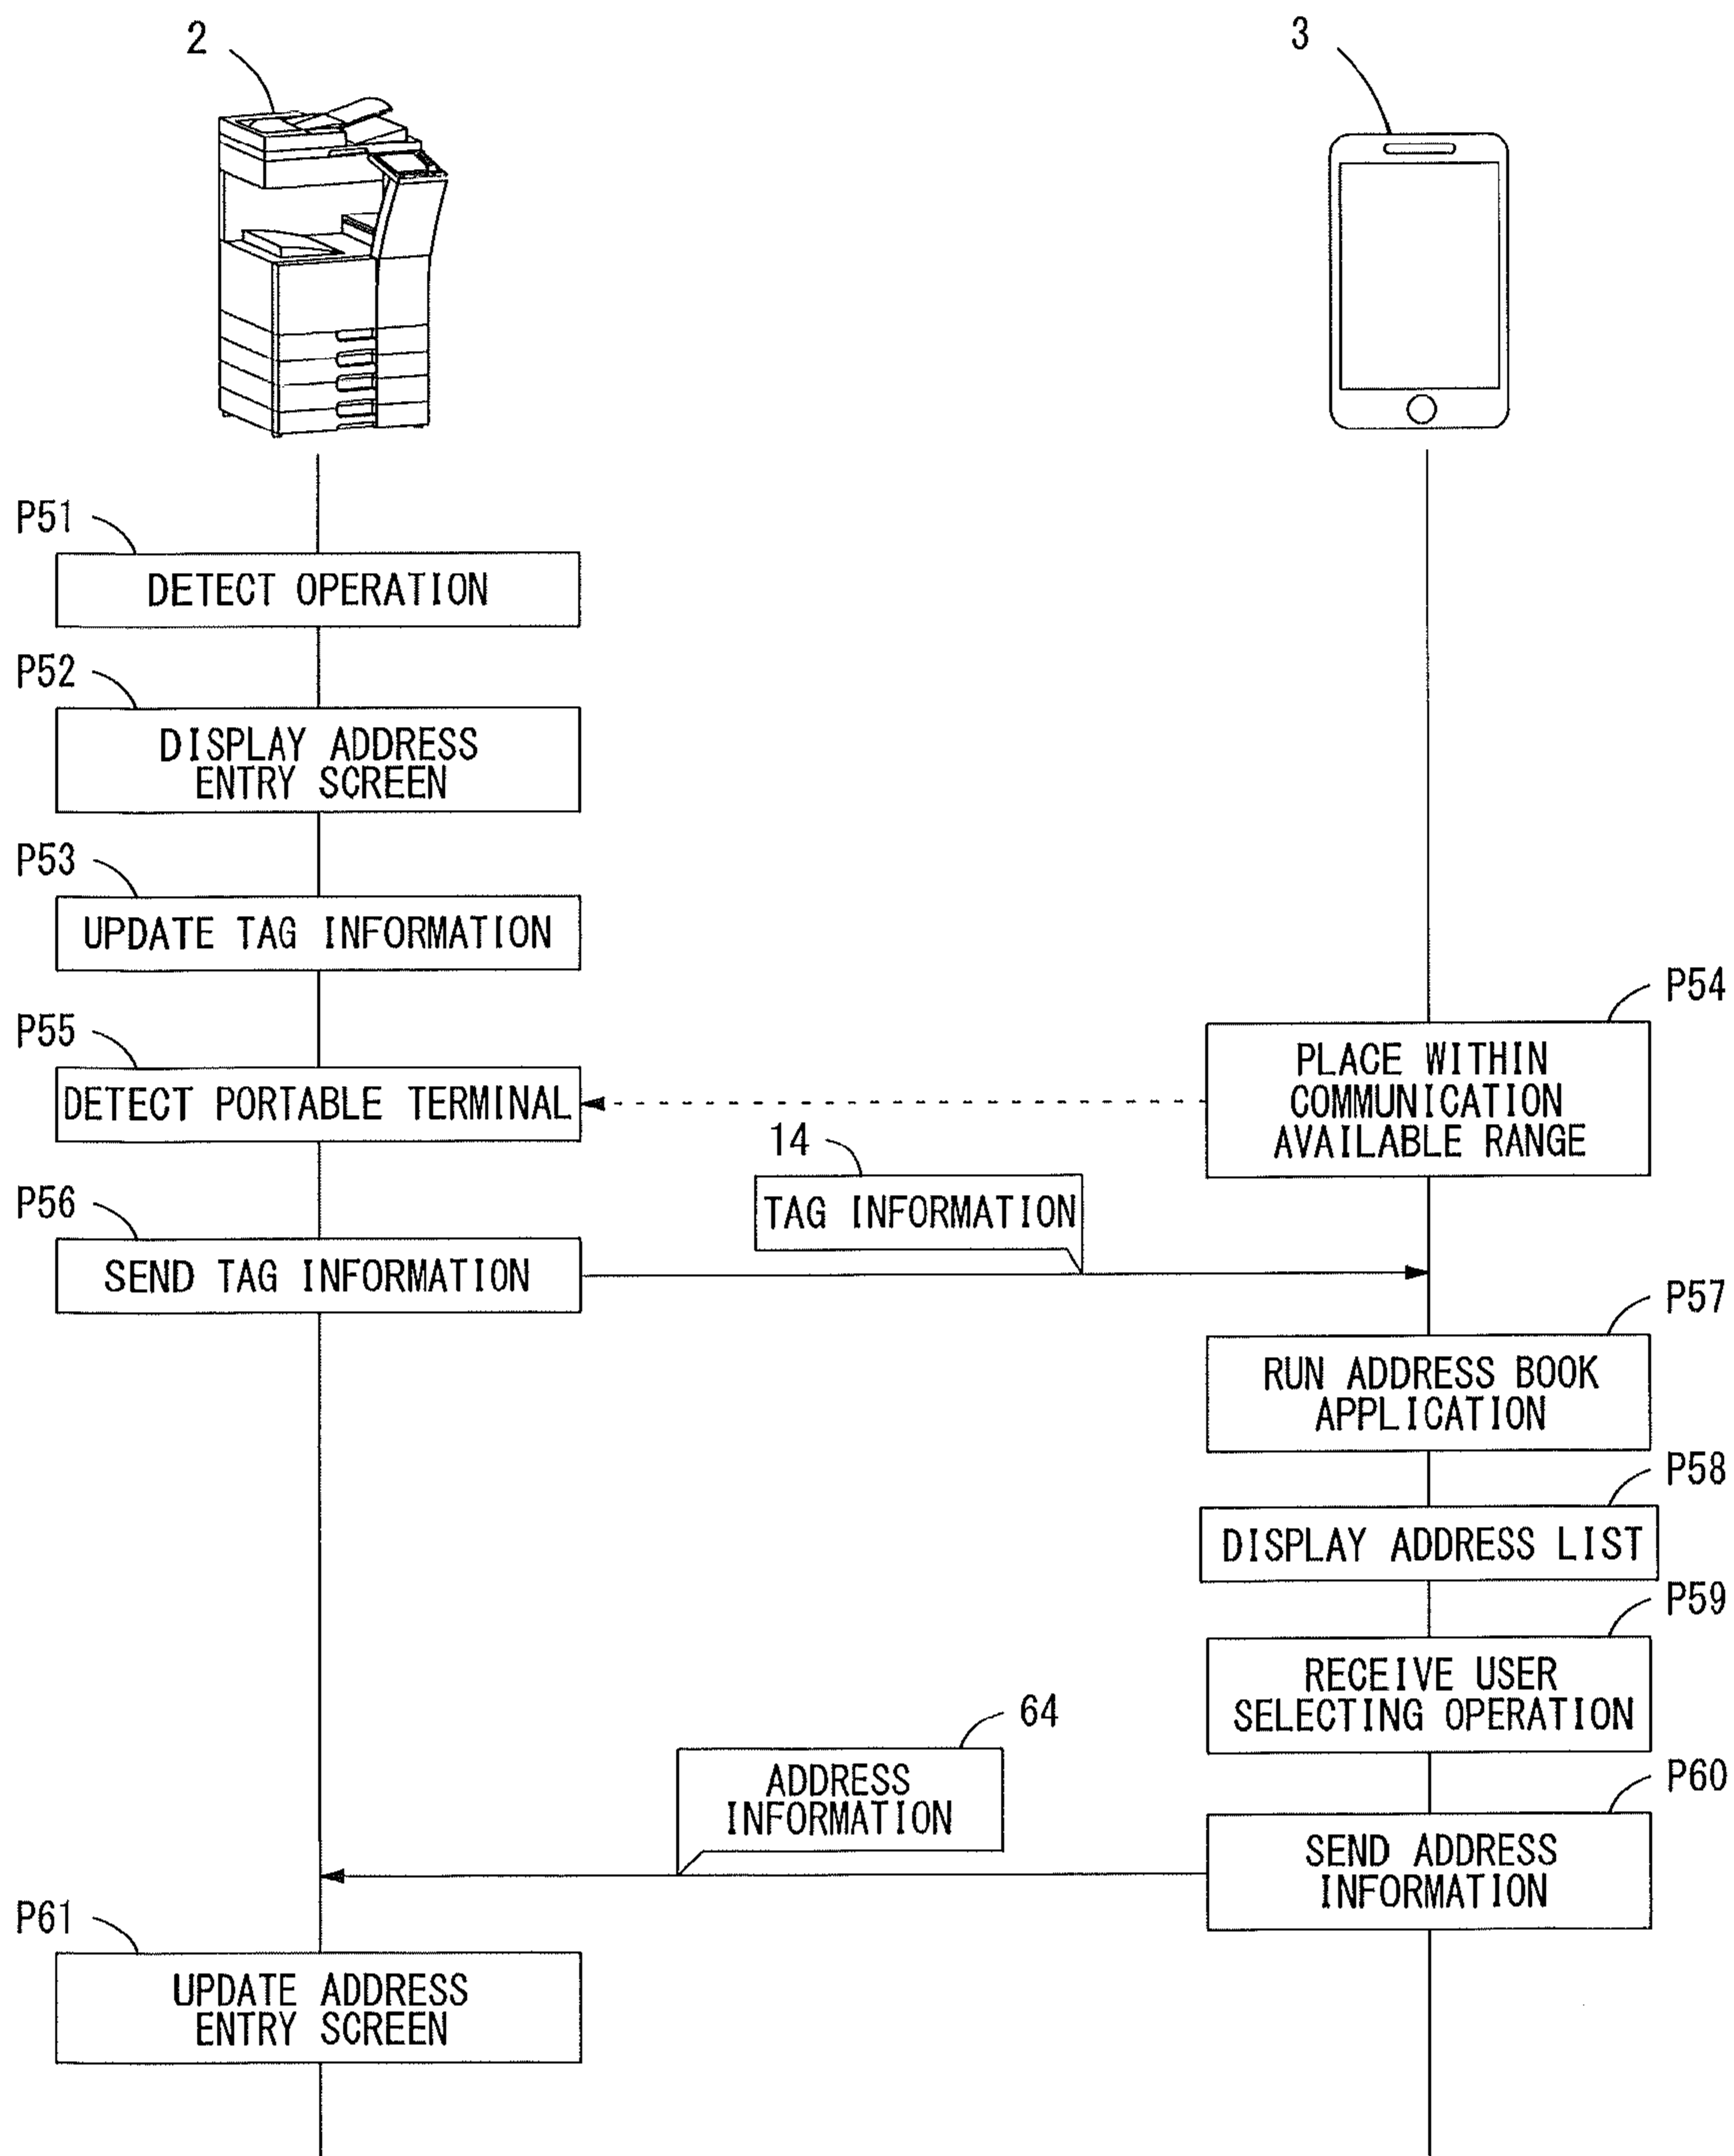 2
3
P51
DETECT OPERATION
P52
DISPLAY ADDRESS
ENTRY SCREEN
P53
UPDATE TAG INFORMATION
P54
PLACE WITHIN
COMMUNICATION
AVAILABLE RANGE
P55
DETECT PORTABLE TERMINAL
14
TAG INFORMATION
P56
SEND TAG INFORMATION
P57
RUN ADDRESS BOOK
APPLICATION
P58
DISPLAY ADDRESS LIST
P59
RECEIVE USER
SELECTING OPERATION
64
ADDRESS
INFORMATION
P60
SEND ADDRESS
INFORMATION
P61
UPDATE ADDRESS
ENTRY SCREEN